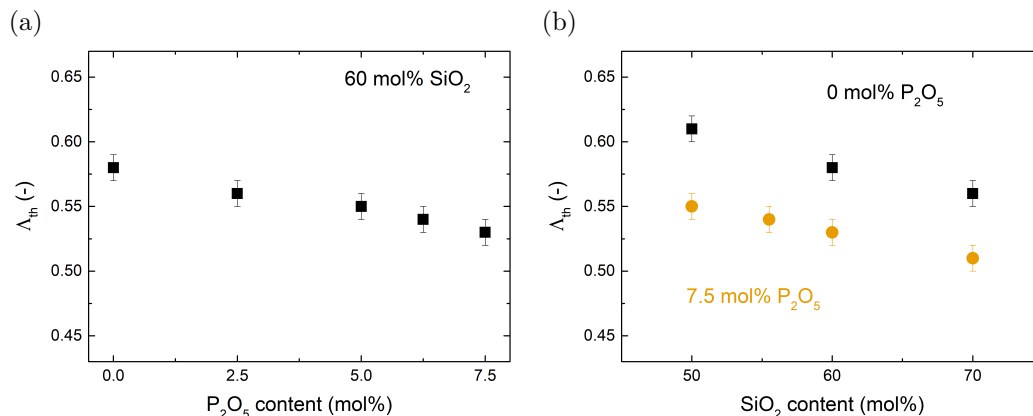 (a)
60 mol% SiO₂
0.65
0.60
0.55
0.50
0.45
Λth (-)
0.0 2.5 5.0 7.5
P₂O₅ content (mol%)
(b)
0 mol% P₂O₅
7.5 mol% P₂O₅
0.65
0.60
0.55
0.50
0.45
Λth (-)
50 60 70
SiO₂ content (mol%)